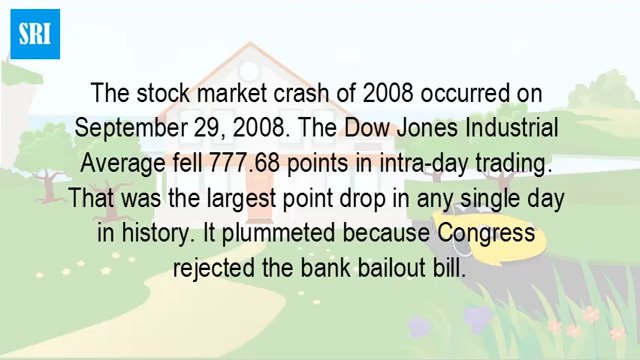 SRI
The stock market crash of 2008 occurred on
September 29, 2008. The Dow Jones Industrial
Average fell 777.68 points in intra-day trading.
That was the largest point drop in any single day
in history. It plummeted because Congress
rejected the bank bailout bill.